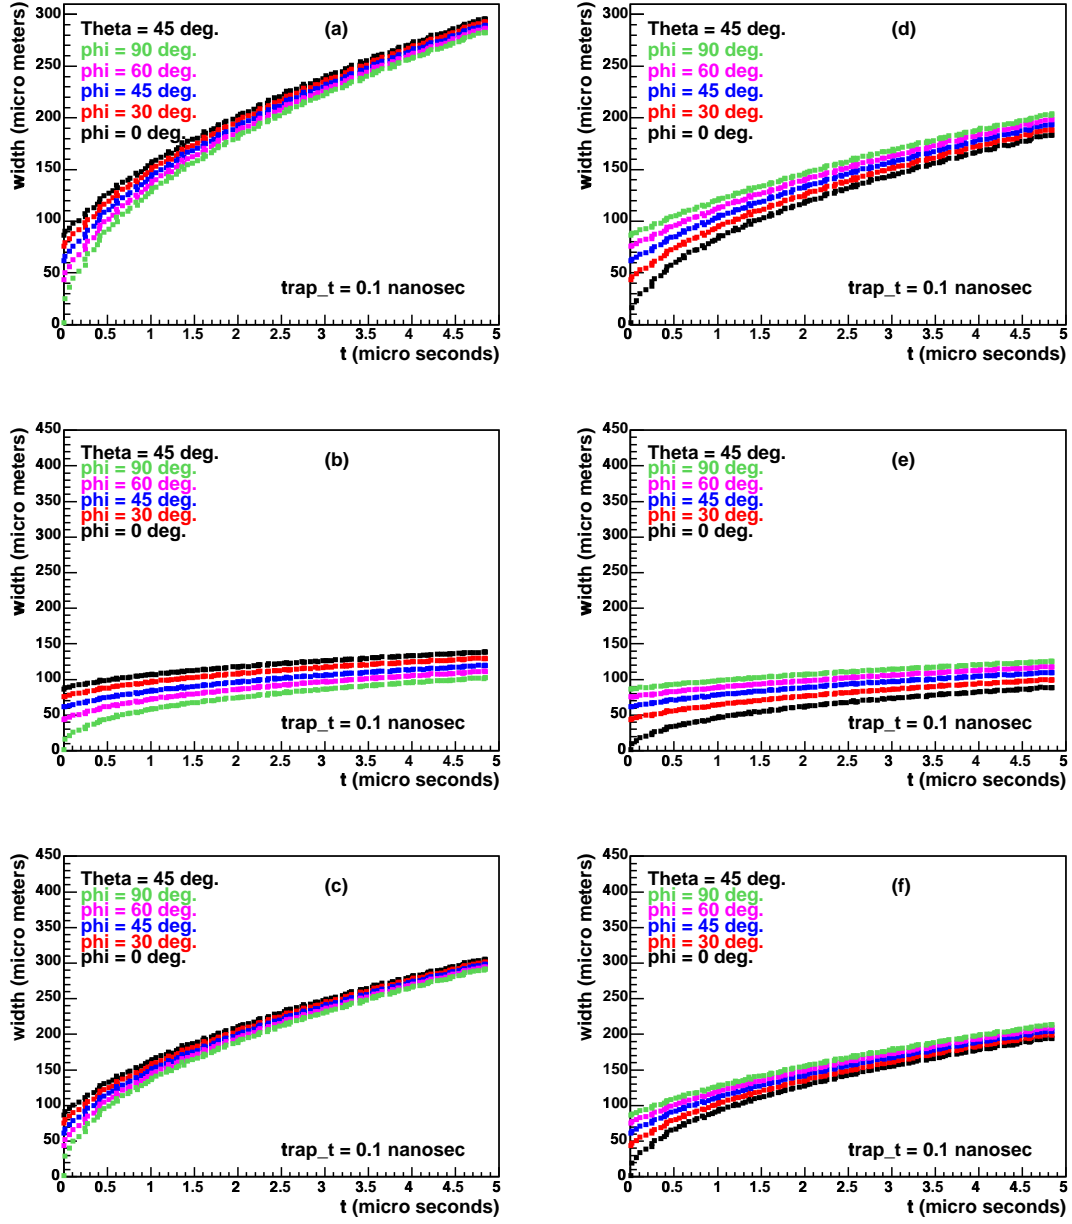 width (micro meters)
300
250
200
150
100
50
0
Theta = 45 deg.
phi = 90 deg.
phi = 60 deg.
phi = 45 deg.
phi = 30 deg.
phi = 0 deg.
(a)
trap_t = 0.1 nanosec
0 0.5 1 1.5 2 2.5 3 3.5 4 4.5 5
t (micro seconds)
width (micro meters)
300
250
200
150
100
50
0
Theta = 45 deg.
phi = 90 deg.
phi = 60 deg.
phi = 45 deg.
phi = 30 deg.
phi = 0 deg.
(d)
trap_t = 0.1 nanosec
0 0.5 1 1.5 2 2.5 3 3.5 4 4.5 5
t (micro seconds)
width (micro meters)
450
400
350
300
250
200
150
100
50
0
Theta = 45 deg.
phi = 90 deg.
phi = 60 deg.
phi = 45 deg.
phi = 30 deg.
phi = 0 deg.
(b)
trap_t = 0.1 nanosec
0 0.5 1 1.5 2 2.5 3 3.5 4 4.5 5
t (micro seconds)
width (micro meters)
450
400
350
300
250
200
150
100
50
0
Theta = 45 deg.
phi = 90 deg.
phi = 60 deg.
phi = 45 deg.
phi = 30 deg.
phi = 0 deg.
(e)
trap_t = 0.1 nanosec
0 0.5 1 1.5 2 2.5 3 3.5 4 4.5 5
t (micro seconds)
width (micro meters)
450
400
350
300
250
200
150
100
50
0
Theta = 45 deg.
phi = 90 deg.
phi = 60 deg.
phi = 45 deg.
phi = 30 deg.
phi = 0 deg.
(c)
trap_t = 0.1 nanosec
0 0.5 1 1.5 2 2.5 3 3.5 4 4.5 5
t (micro seconds)
width (micro meters)
450
400
350
300
250
200
150
100
50
0
Theta = 45 deg.
phi = 90 deg.
phi = 60 deg.
phi = 45 deg.
phi = 30 deg.
phi = 0 deg.
(f)
trap_t = 0.1 nanosec
0 0.5 1 1.5 2 2.5 3 3.5 4 4.5 5
t (micro seconds)